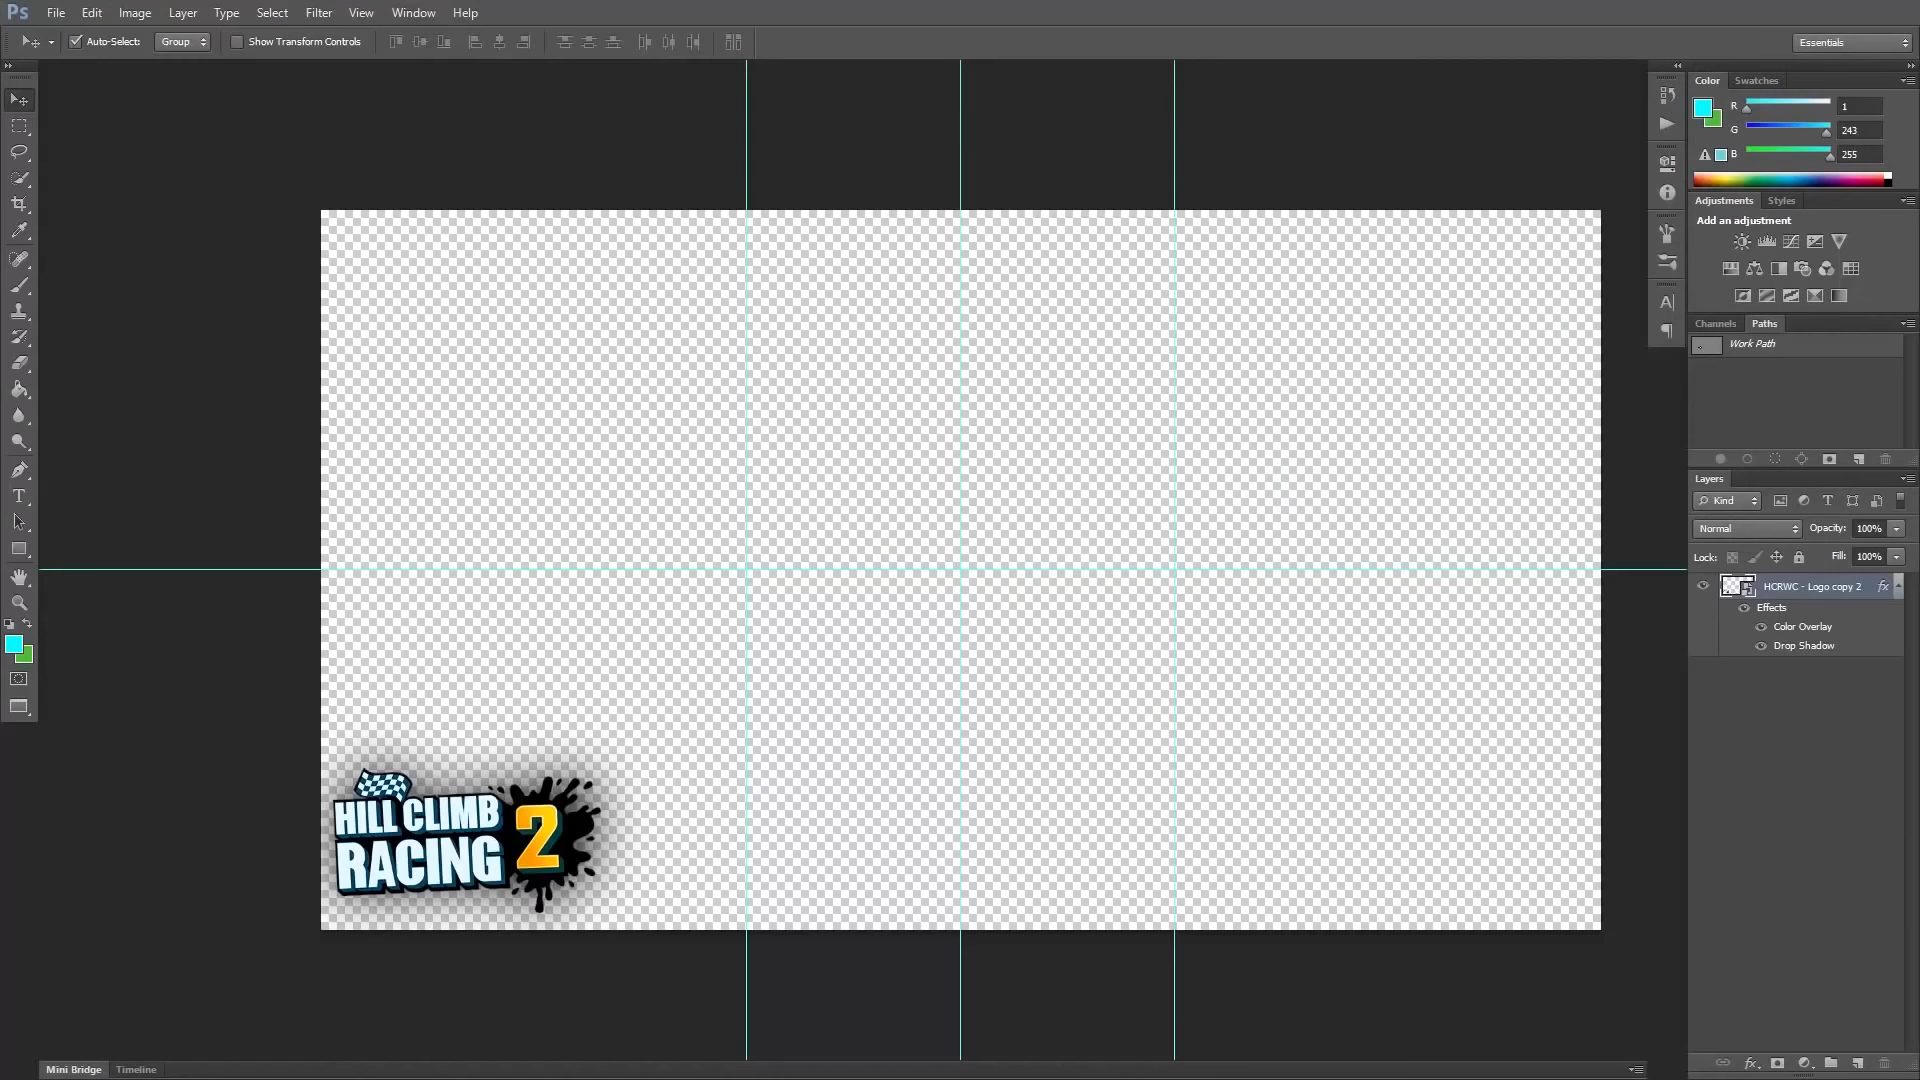 Ps File Edit Image Layer Type Select Filter View Window Help
Auto-Select: Group Show Transform Controls Essentials
Color Swatches
R 1
G 243
B 255
Adjustments Styles
Add an adjustment
Channels Paths
Work Path
Layers
Kind
Normal Opacity: 100%
Lock: Fill: 100%
HCRWC - Logo copy 2 fx
Effects
Color Overlay
Drop Shadow
HILL CLIMB
RACING 2
Mini Bridge Timeline